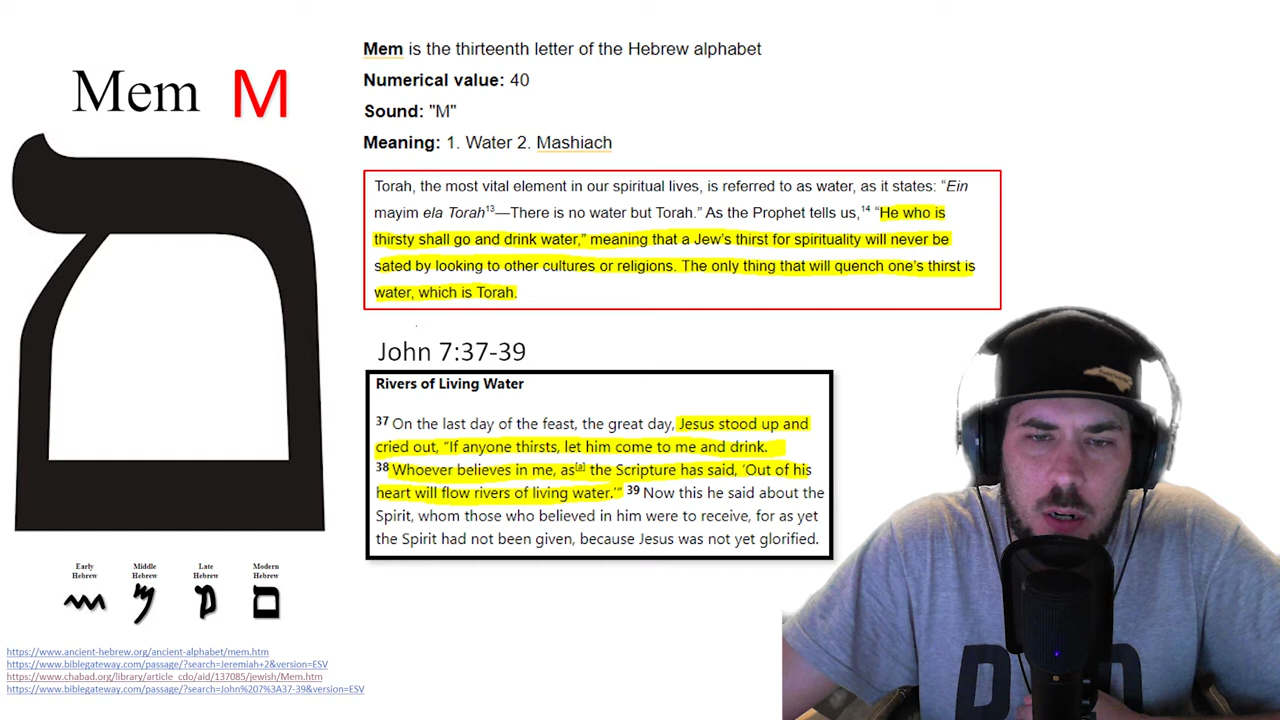 Mem M
ם
Early Hebrew
Middle Hebrew
Late Hebrew
Modern Hebrew
ם
https://www.ancient-hebrew.org/ancient-alphabet/mem.htm
https://www.biblegateway.com/passage/?search=Jeremiah+2&version=ESV
https://www.chabad.org/library/article_cdo/aid/137085/jewish/Mem.htm
https://www.biblegateway.com/passage/?search=John%207%3A37-39&version=ESV
Mem is the thirteenth letter of the Hebrew alphabet
Numerical value: 40
Sound: "M"
Meaning: 1. Water 2. Mashiach
Torah, the most vital element in our spiritual lives, is referred to as water, as it states: “Ein
mayim ela Torah13—There is no water but Torah.” As the Prophet tells us,14 “He who is
thirsty shall go and drink water,” meaning that a Jew’s thirst for spirituality will never be
sated by looking to other cultures or religions. The only thing that will quench one’s thirst is
water, which is Torah.
John 7:37-39
Rivers of Living Water
37 On the last day of the feast, the great day, Jesus stood up and
cried out, “If anyone thirsts, let him come to me and drink.
38 Whoever believes in me, as[a] the Scripture has said, ‘Out of his
heart will flow rivers of living water.’” 39 Now this he said about the
Spirit, whom those who believed in him were to receive, for as yet
the Spirit had not been given, because Jesus was not yet glorified.